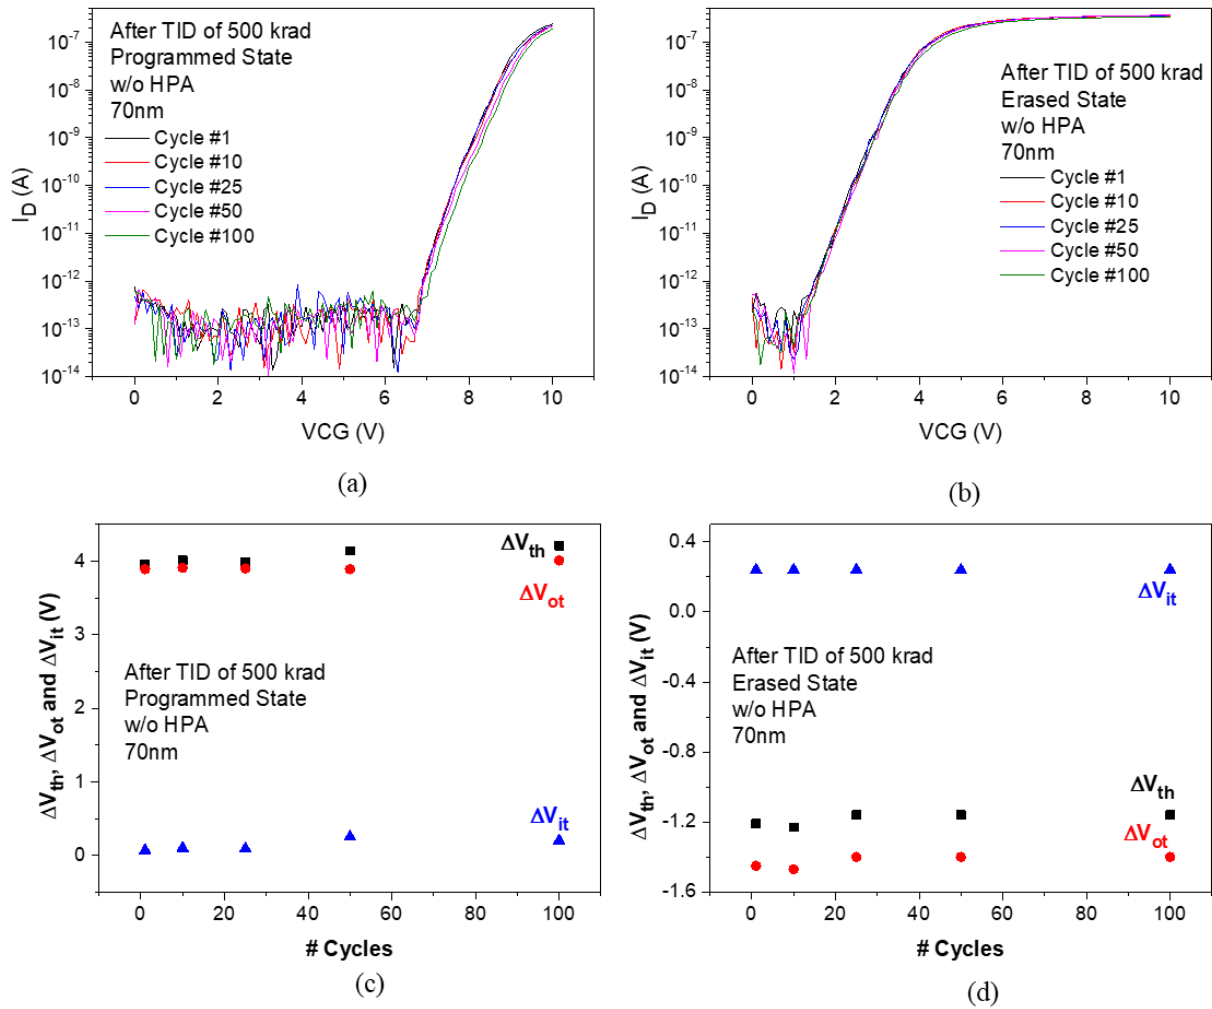 10⁻⁷
10⁻⁸
10⁻⁹
10⁻¹⁰
10⁻¹¹
10⁻¹²
10⁻¹³
10⁻¹⁴
I_D (A)
After TID of 500 krad
Programmed State
w/o HPA
70nm
Cycle #1
Cycle #10
Cycle #25
Cycle #50
Cycle #100
0 2 4 6 8 10
VCG (V)
(a)
10⁻⁷
10⁻⁸
10⁻⁹
10⁻¹⁰
10⁻¹¹
10⁻¹²
10⁻¹³
10⁻¹⁴
I_D (A)
After TID of 500 krad
Erased State
w/o HPA
70nm
Cycle #1
Cycle #10
Cycle #25
Cycle #50
Cycle #100
0 2 4 6 8 10
VCG (V)
(b)
4
3
2
1
0
ΔV_th, ΔV_ot and ΔV_it (V)
ΔV_th
ΔV_ot
After TID of 500 krad
Programmed State
w/o HPA
70nm
ΔV_it
0 20 40 60 80 100
# Cycles
(c)
0.4
0.0
-0.4
-0.8
-1.2
-1.6
ΔV_th, ΔV_ot and ΔV_it (V)
ΔV_it
After TID of 500 krad
Erased State
w/o HPA
70nm
ΔV_th
ΔV_ot
0 20 40 60 80 100
# Cycles
(d)